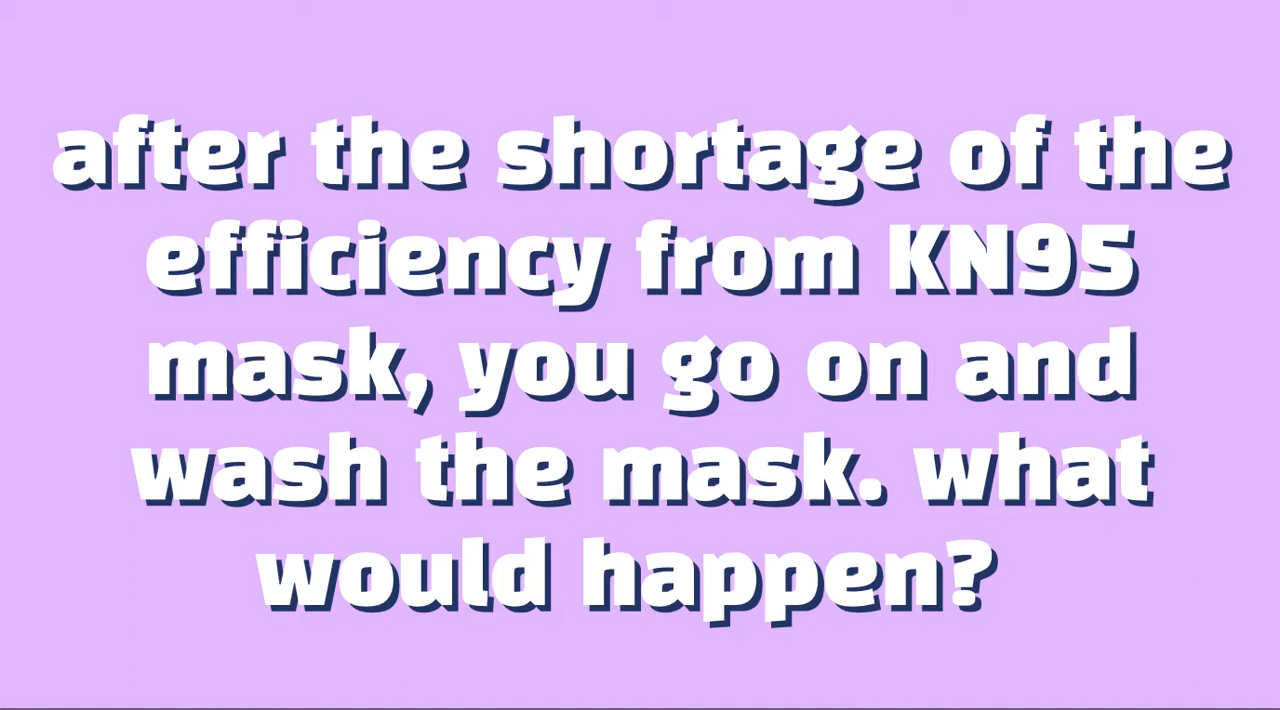 after the shortage of the
efficiency from KN95
mask, you go on and
wash the mask. what
would happen?